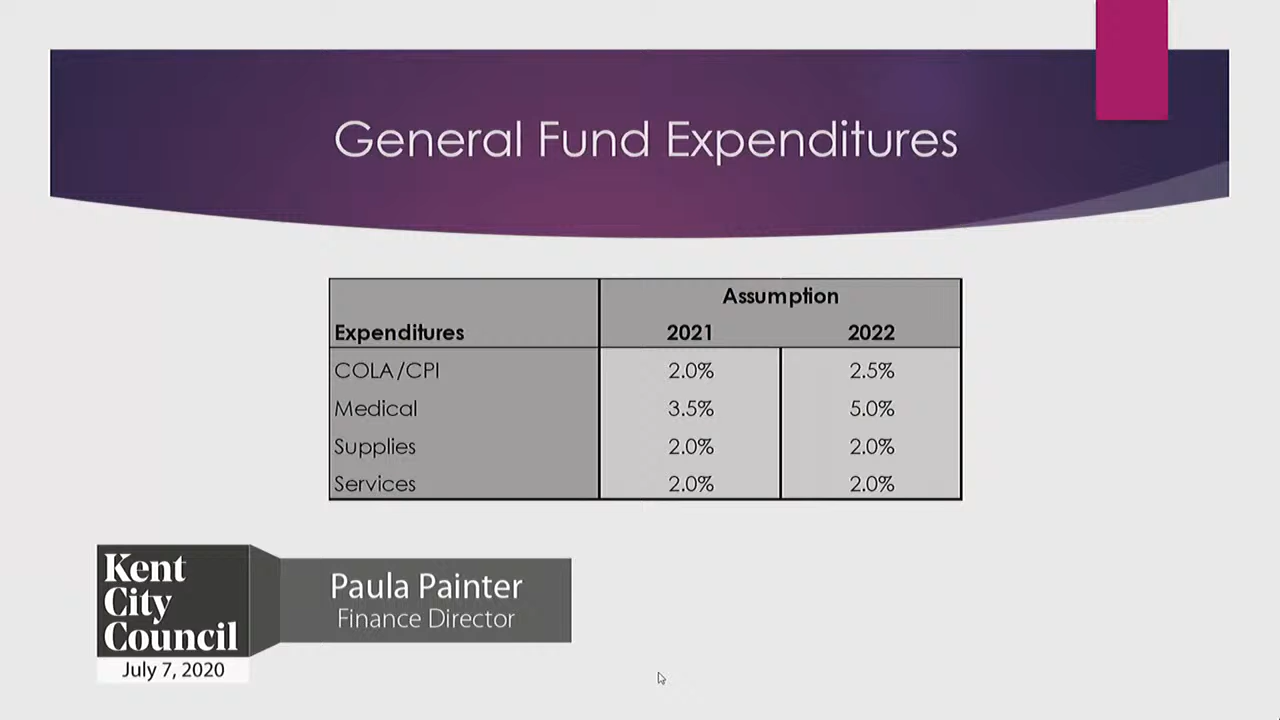 General Fund Expenditures
Assumption
Expenditures 2021 2022
COLA/CPI 2.0% 2.5%
Medical 3.5% 5.0%
Supplies 2.0% 2.0%
Services 2.0% 2.0%
Kent
City
Council
July 7, 2020
Paula Painter
Finance Director